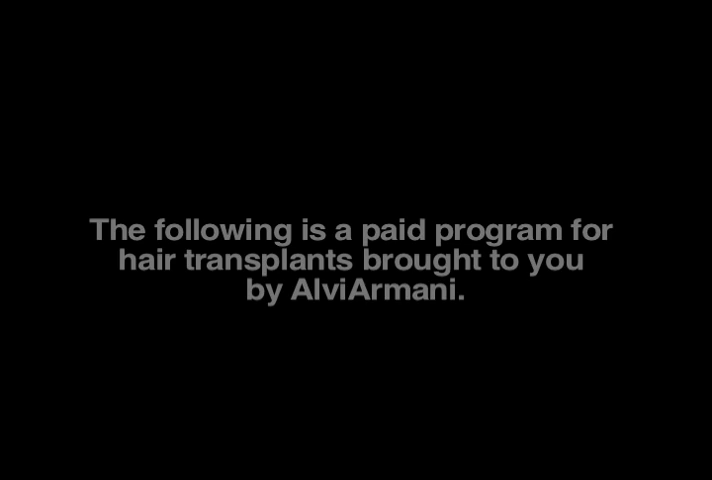 The following is a paid program for
hair transplants brought to you
by AlviArmani.